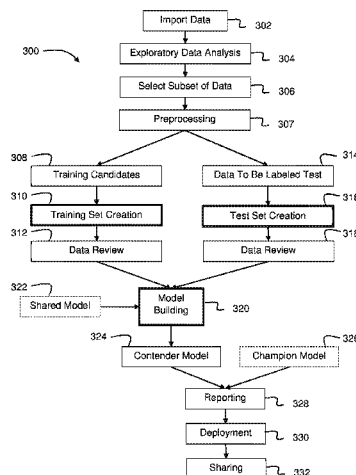 Import Data
302
300
Exploratory Data Analysis
304
Select Subset of Data
306
Preprocessing
307
308
314
Training Candidates
Data To Be Labeled Test
310
316
Training Set Creation
Test Set Creation
312
318
Data Review
Data Review
322
Shared Model
Model
Building
320
324
326
Contender Model
Champion Model
Reporting
328
Deployment
330
Sharing
332